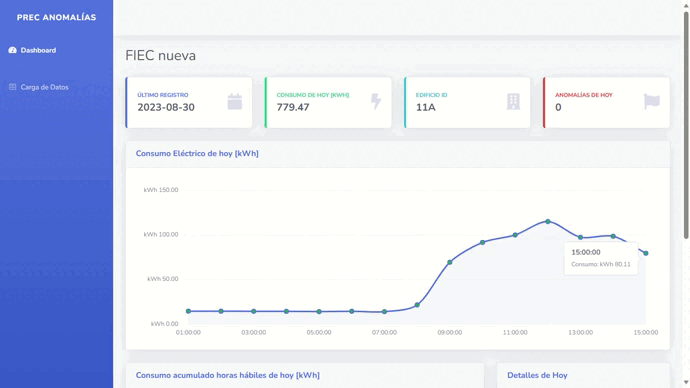 PREC ANOMALÍAS
Dashboard
Carga de Datos
FIEC nueva
ÚLTIMO REGISTRO
2023-08-30
CONSUMO DE HOY [KWH]
779.47
EDIFICIO ID
11A
ANOMALÍAS DE HOY
0
Consumo Eléctrico de hoy [kWh]
kWh 150.00
kWh 100.00
kWh 50.00
kWh 0.00
15:00:00
Consumo: kWh 80.11
01:00:00 03:00:00 05:00:00 07:00:00 09:00:00 11:00:00 13:00:00 15:00:00
Consumo acumulado horas hábiles de hoy [kWh]
Detalles de Hoy